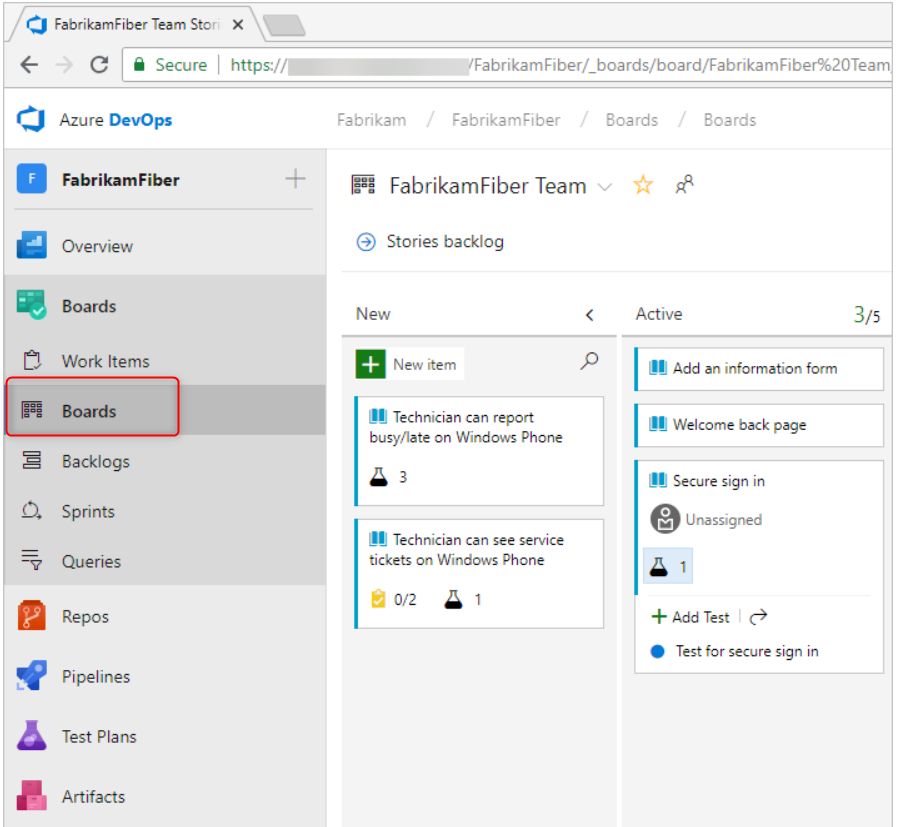 FabrikamFiber Team Stori
Secure | https:// /FabrikamFiber/_boards/board/FabrikamFiber%20Team
Azure DevOps
Fabrikam / FabrikamFiber / Boards / Boards
F FabrikamFiber
FabrikamFiber Team
Overview
Stories backlog
Boards
Work Items
Boards
Backlogs
Sprints
Queries
Repos
Pipelines
Test Plans
Artifacts
New
New item
Technician can report
busy/late on Windows Phone
3
Technician can see service
tickets on Windows Phone
0/2 1
Active 3/5
Add an information form
Welcome back page
Secure sign in
Unassigned
1
Add Test
Test for secure sign in